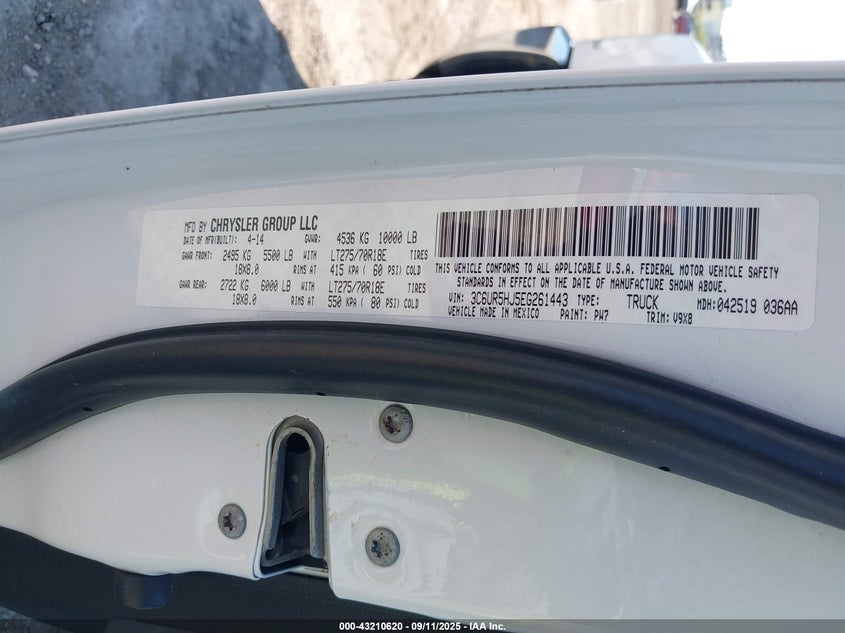 MFD BY CHRYSLER GROUP LLC
DATE OF MFR(BUILT): 4-14 GVWR: 4536 KG 10000 LB
GAWR FRONT: 2495 KG 5500 LB WITH LT275/70R18E TIRES
18X8.0 RIMS AT 415 KPA ( 60 PSI) COLD
GAWR REAR: 2722 KG 6000 LB WITH LT275/70R18E TIRES
18X8.0 RIMS AT 550 KPA ( 80 PSI) COLD
THIS VEHICLE CONFORMS TO ALL APPLICABLE U.S.A. FEDERAL MOTOR VEHICLE SAFETY
STANDARDS IN EFFECT ON THE DATE OF MANUFACTURE SHOWN ABOVE.
VIN: 3C6UR5HJ5EG261443 TYPE: TRUCK MDH: 042519 036AA
VEHICLE MADE IN MEXICO PAINT: PW7 TRIM: V9X8
000-43210620 - 09/11/2025 - IAA Inc.